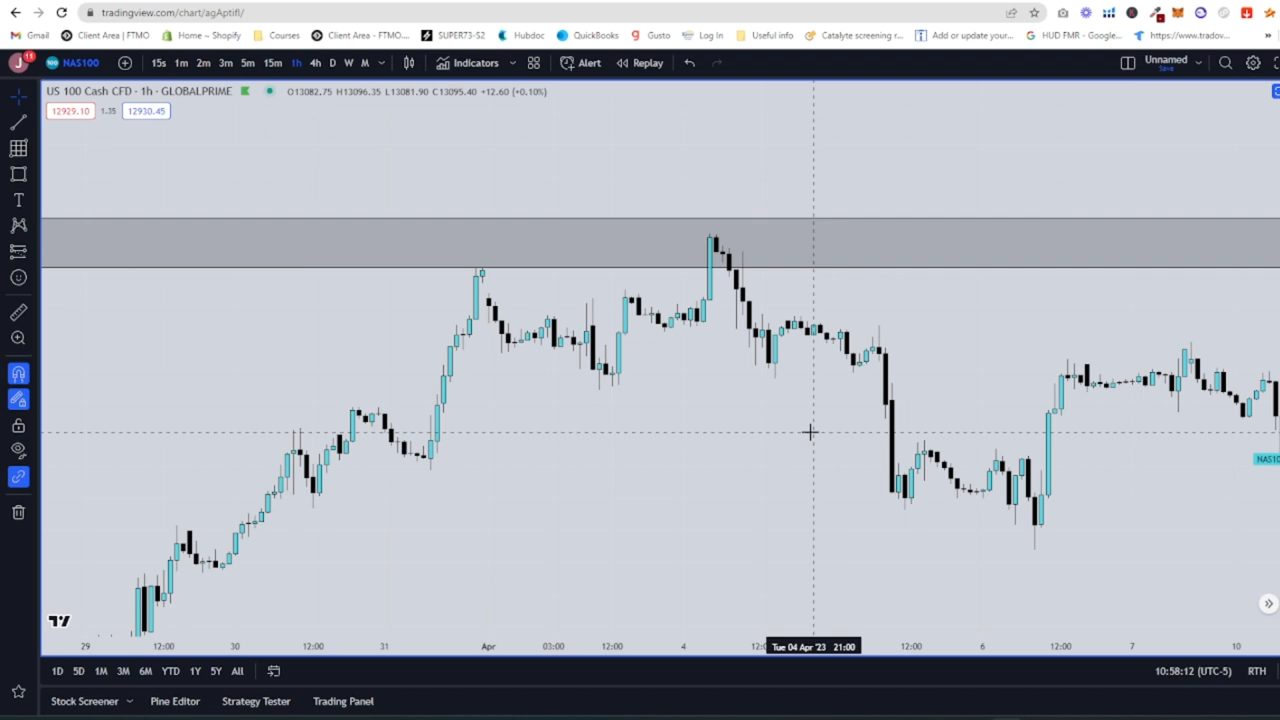 tradingview.com/chart/agAptifl/
Gmail Client Area | FTMO Home ~ Shopify Courses Client Area - FTMO.... SUPER73-S2 Hubdoc QuickBooks Gusto Log In Useful info Catalyte screening r... Add or update your... HUD FMR - Google... https://www.tradov... »
J 11 NAS100 15s 1m 2m 3m 5m 15m 1h 4h D W M Indicators Alert Replay Unnamed Save
US 100 Cash CFD · 1h · GLOBALPRIME O13082.75 H13096.35 L13081.90 C13095.40 +12.60 (+0.10%)
12929.10 1.35 12930.45
NAS10
29 12:00 30 12:00 31 Apr 03:00 12:00 4 12:0 Tue 04 Apr '23 21:00 12:00 6 12:00 7 10
1D 5D 1M 3M 6M YTD 1Y 5Y All 10:58:12 (UTC-5) RTH
Stock Screener Pine Editor Strategy Tester Trading Panel